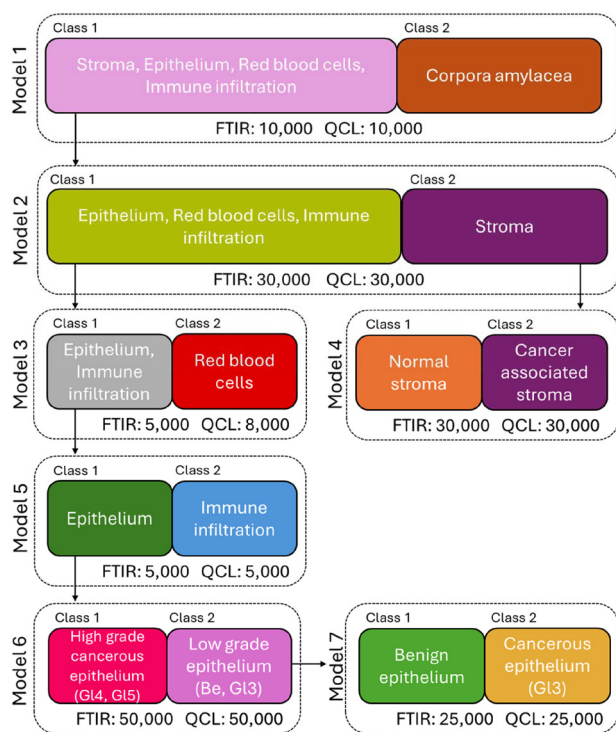 Model 1
Class 1
Class 2
Stroma, Epithelium, Red blood cells,
Immune infiltration
Corpora amylacea
FTIR: 10,000 QCL: 10,000
Model 2
Class 1
Class 2
Epithelium, Red blood cells, Immune
infiltration
Stroma
FTIR: 30,000 QCL: 30,000
Model 3
Class 1
Class 2
Epithelium,
Immune
infiltration
Red blood
cells
FTIR: 5,000 QCL: 8,000
Model 4
Class 1
Class 2
Normal
stroma
Cancer
associated
stroma
FTIR: 30,000 QCL: 30,000
Model 5
Class 1
Class 2
Epithelium
Immune
infiltration
FTIR: 5,000 QCL: 5,000
Model 6
Class 1
Class 2
High grade
cancerous
epithelium
(Gl4, Gl5)
Low grade
epithelium
(Be, Gl3)
FTIR: 50,000 QCL: 50,000
Model 7
Class 1
Class 2
Benign
epithelium
Cancerous
epithelium
(Gl3)
FTIR: 25,000 QCL: 25,000